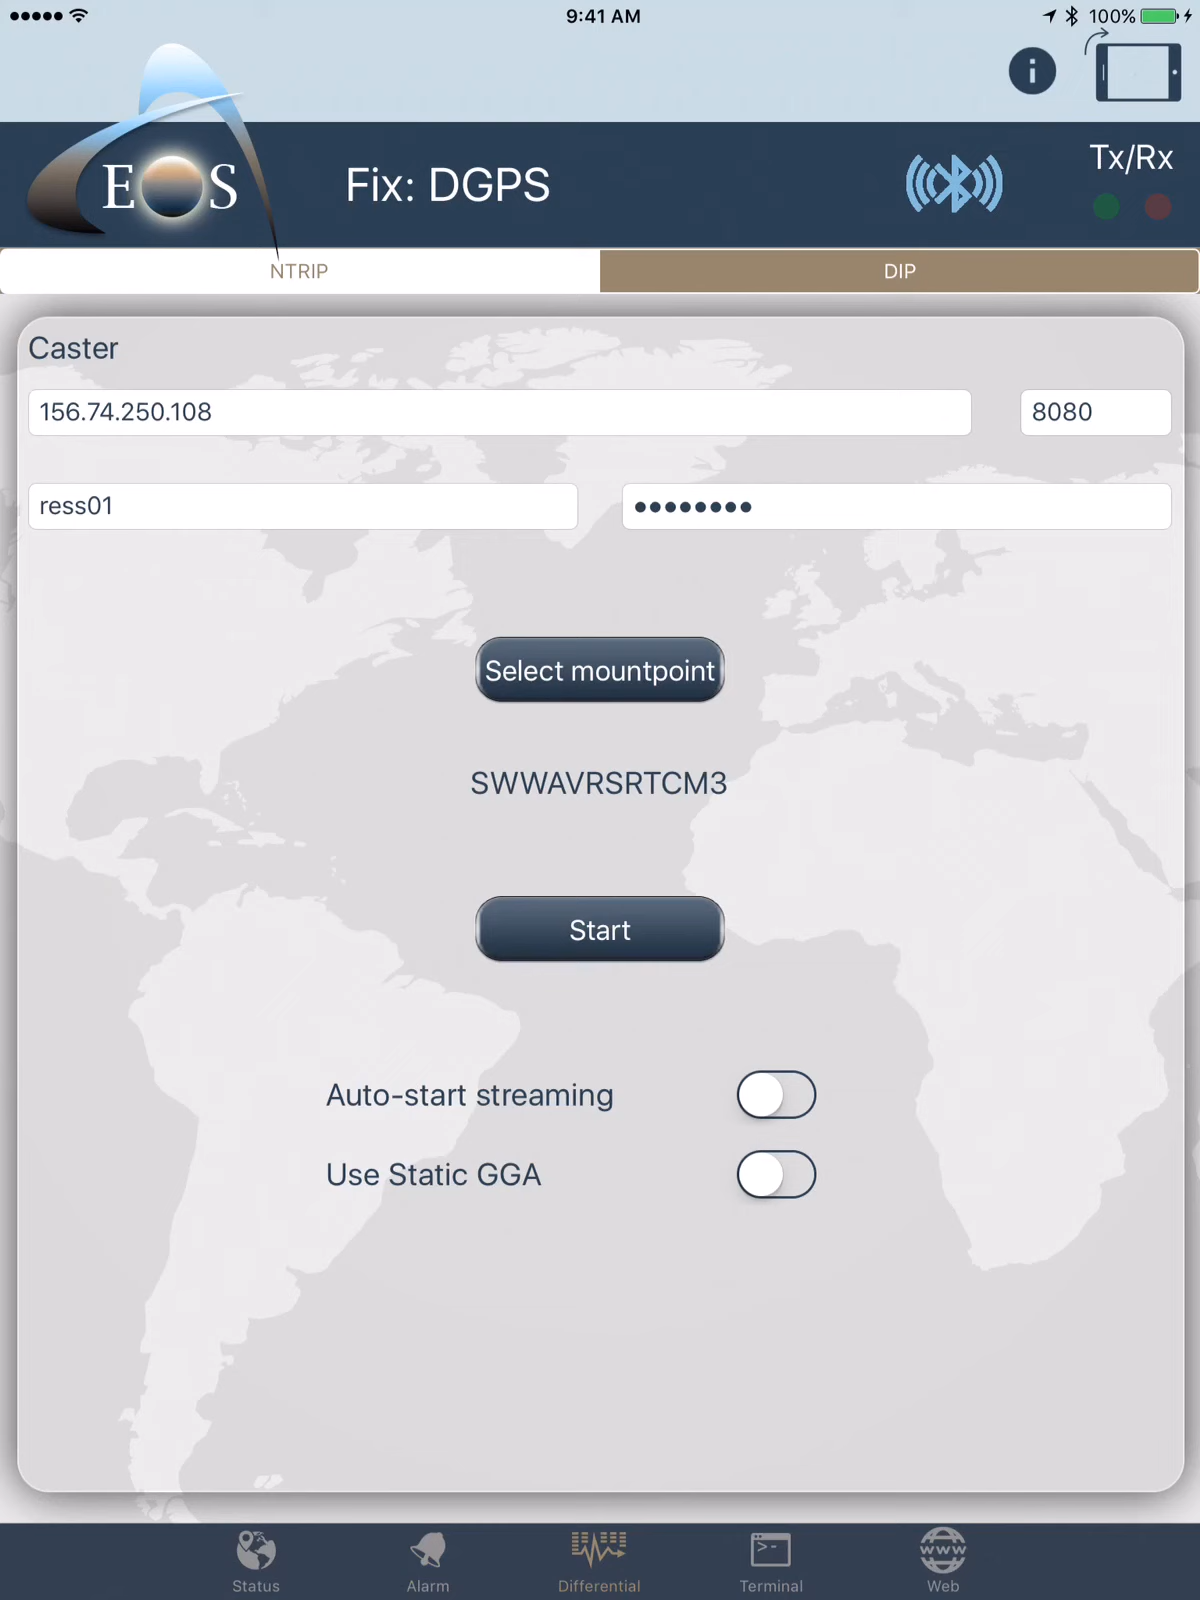 9:41 AM
100%
EOS
Fix: DGPS
Tx/Rx
NTRIP
DIP
Caster
156.74.250.108
8080
ress01
••••••••
Select mountpoint
SWWAVRSRTCM3
Start
Auto-start streaming
Use Static GGA
www
Status
Alarm
Differential
Terminal
Web